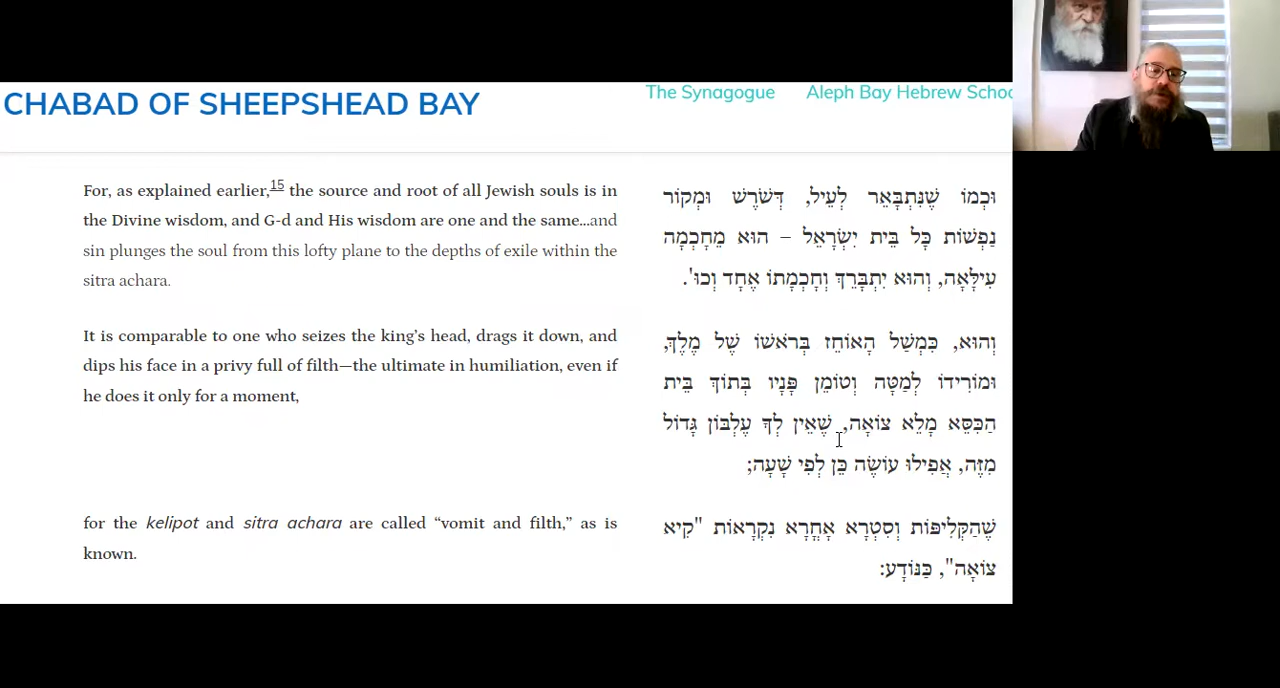 CHABAD OF SHEEPSHEAD BAY
The Synagogue Aleph Bay Hebrew Schoo
For, as explained earlier,15 the source and root of all Jewish souls is in
the Divine wisdom, and G-d and His wisdom are one and the same...and
sin plunges the soul from this lofty plane to the depths of exile within the
sitra achara.
It is comparable to one who seizes the king’s head, drags it down, and
dips his face in a privy full of filth—the ultimate in humiliation, even if
he does it only for a moment,
for the kelipot and sitra achara are called “vomit and filth,” as is
known.
וּכְמוֹ שֶׁנִּתְבָּאֵר לְעֵיל, דְּשֹׁרֶשׁ וּמְקוֹר
נַפְשׁוֹת כָּל בֵּית יִשְׂרָאֵל – הוּא מֵחָכְמָה
עִילָּאָה, וְהוּא יִתְבָּרֵךְ וְחָכְמָתוֹ אֶחָד וְכוּ'.
וְהוּא, כִּמְשַׁל הָאוֹחֵז בְּרֹאשׁוֹ שֶׁל מֶלֶךְ,
וּמוֹרִידוֹ לְמַטָּה וְטוֹמֵן פָּנָיו בְּתוֹךְ בֵּית
הַכִּסֵּא מָלֵא צוֹאָה, שֶׁאֵין לְךָ עֶלְבּוֹן גָּדוֹל
מִזֶּה, אֲפִילוּ עוֹשֶׂה כֵּן לְפִי שָׁעָה;
שֶׁהַקְּלִיפּוֹת וְסִטְרָא אָחֳרָא נִקְרָאוֹת "קִיא
צוֹאָה", כַּנּוֹדָע: